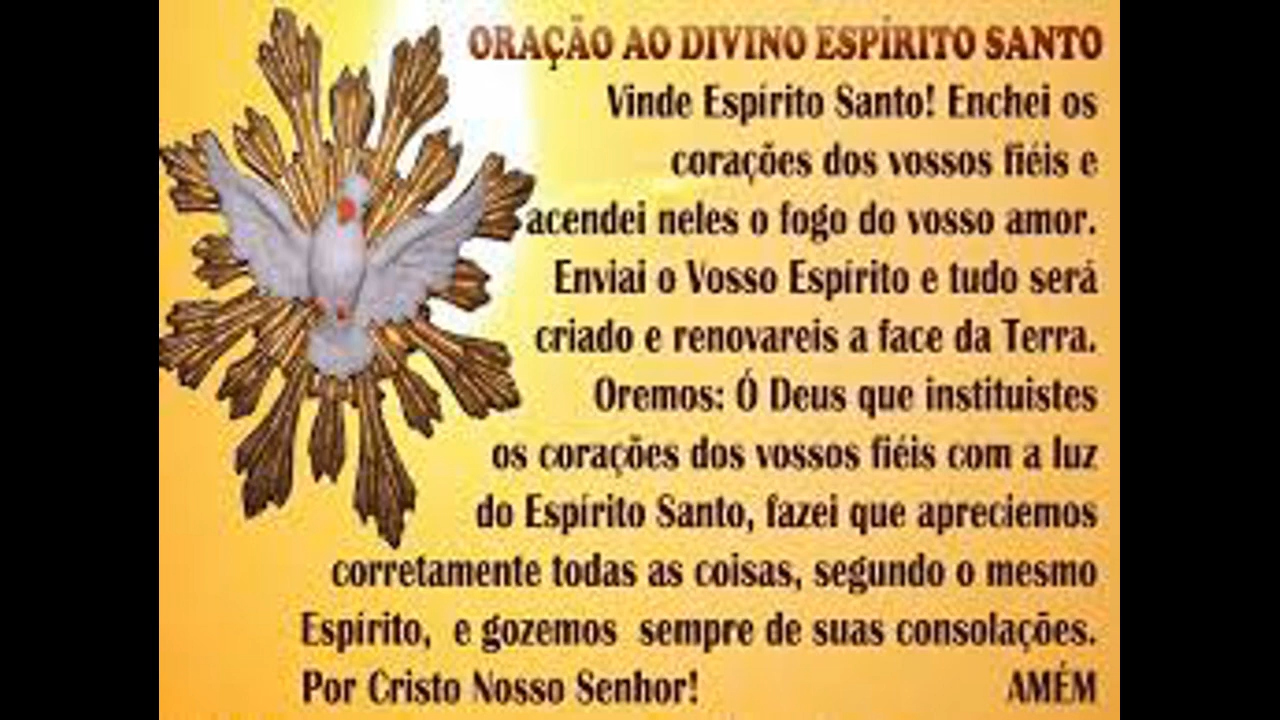 ORAÇÃO AO DIVINO ESPÍRITO SANTO
Vinde Espírito Santo! Enchei os
corações dos vossos fiéis e
acendei neles o fogo do vosso amor.
Enviai o Vosso Espírito e tudo será
criado e renovareis a face da Terra.
Oremos: Ó Deus que instituistes
os corações dos vossos fiéis com a luz
do Espírito Santo, fazei que apreciemos
corretamente todas as coisas, segundo o mesmo
Espírito, e gozemos sempre de suas consolações.
Por Cristo Nosso Senhor! AMÉM